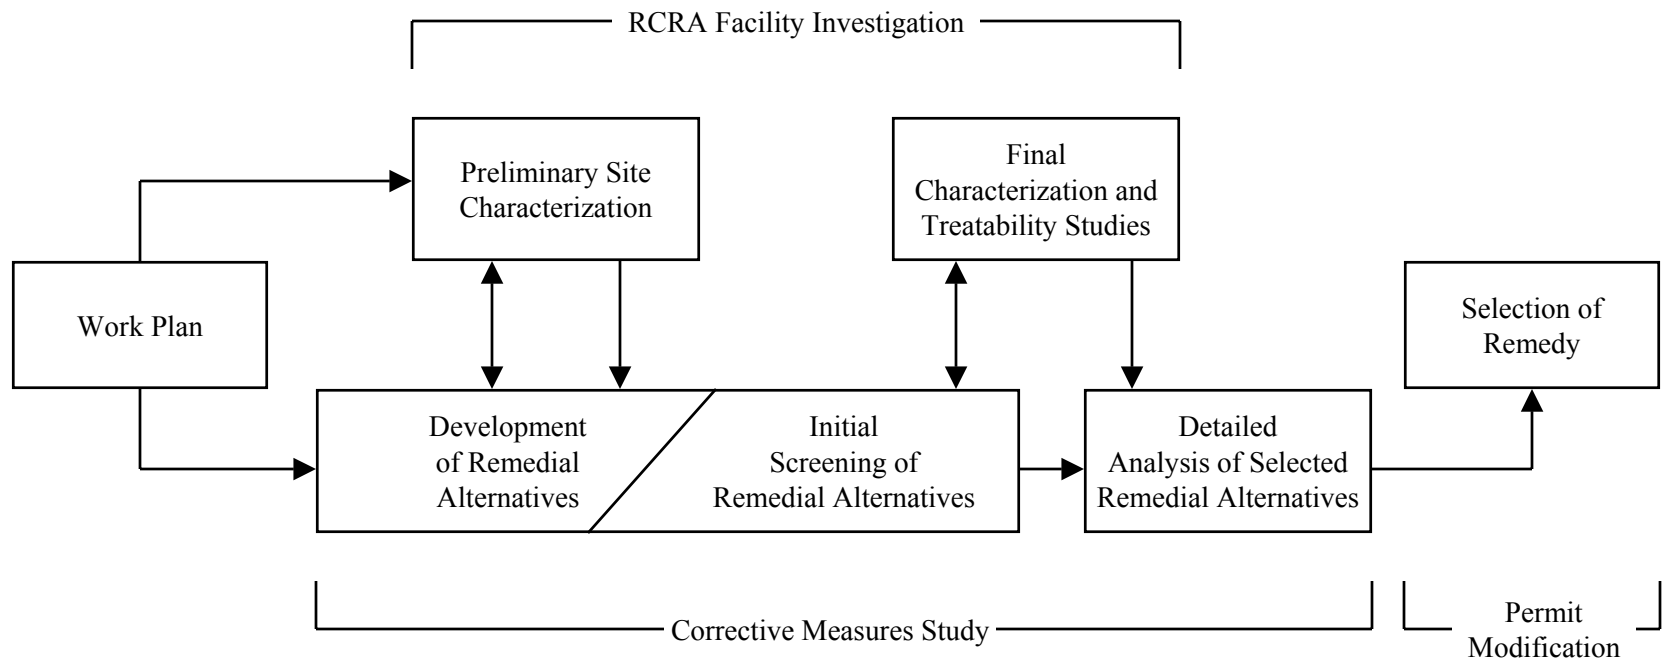 RCRA Facility Investigation
Preliminary Site
Characterization
Final
Characterization and
Treatability Studies
Work Plan
Selection of
Remedy
Development
of Remedial
Alternatives
Initial
Screening of
Remedial Alternatives
Detailed
Analysis of Selected
Remedial Alternatives
Corrective Measures Study
Permit
Modification